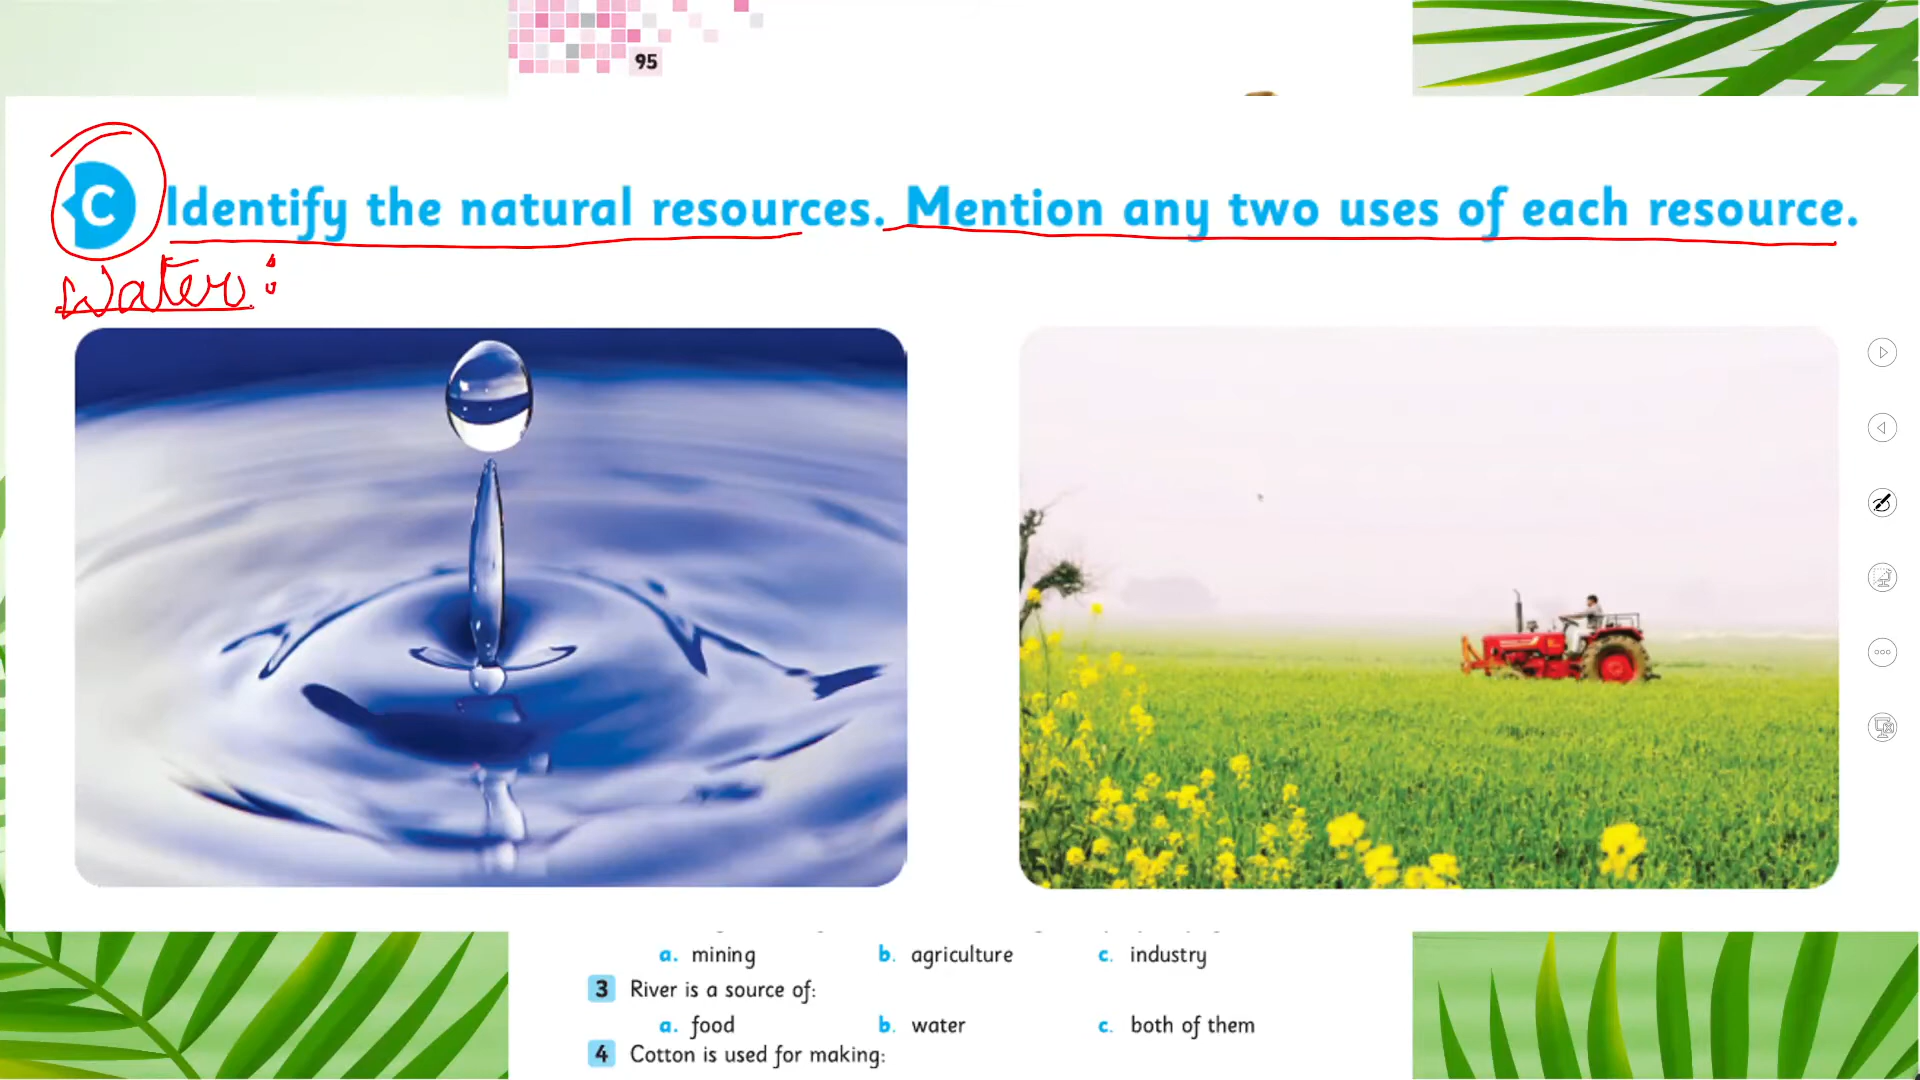 95
C Identify the natural resources. Mention any two uses of each resource.
Water:
a. mining b. agriculture c. industry
3 River is a source of:
a. food b. water c. both of them
4 Cotton is used for making: